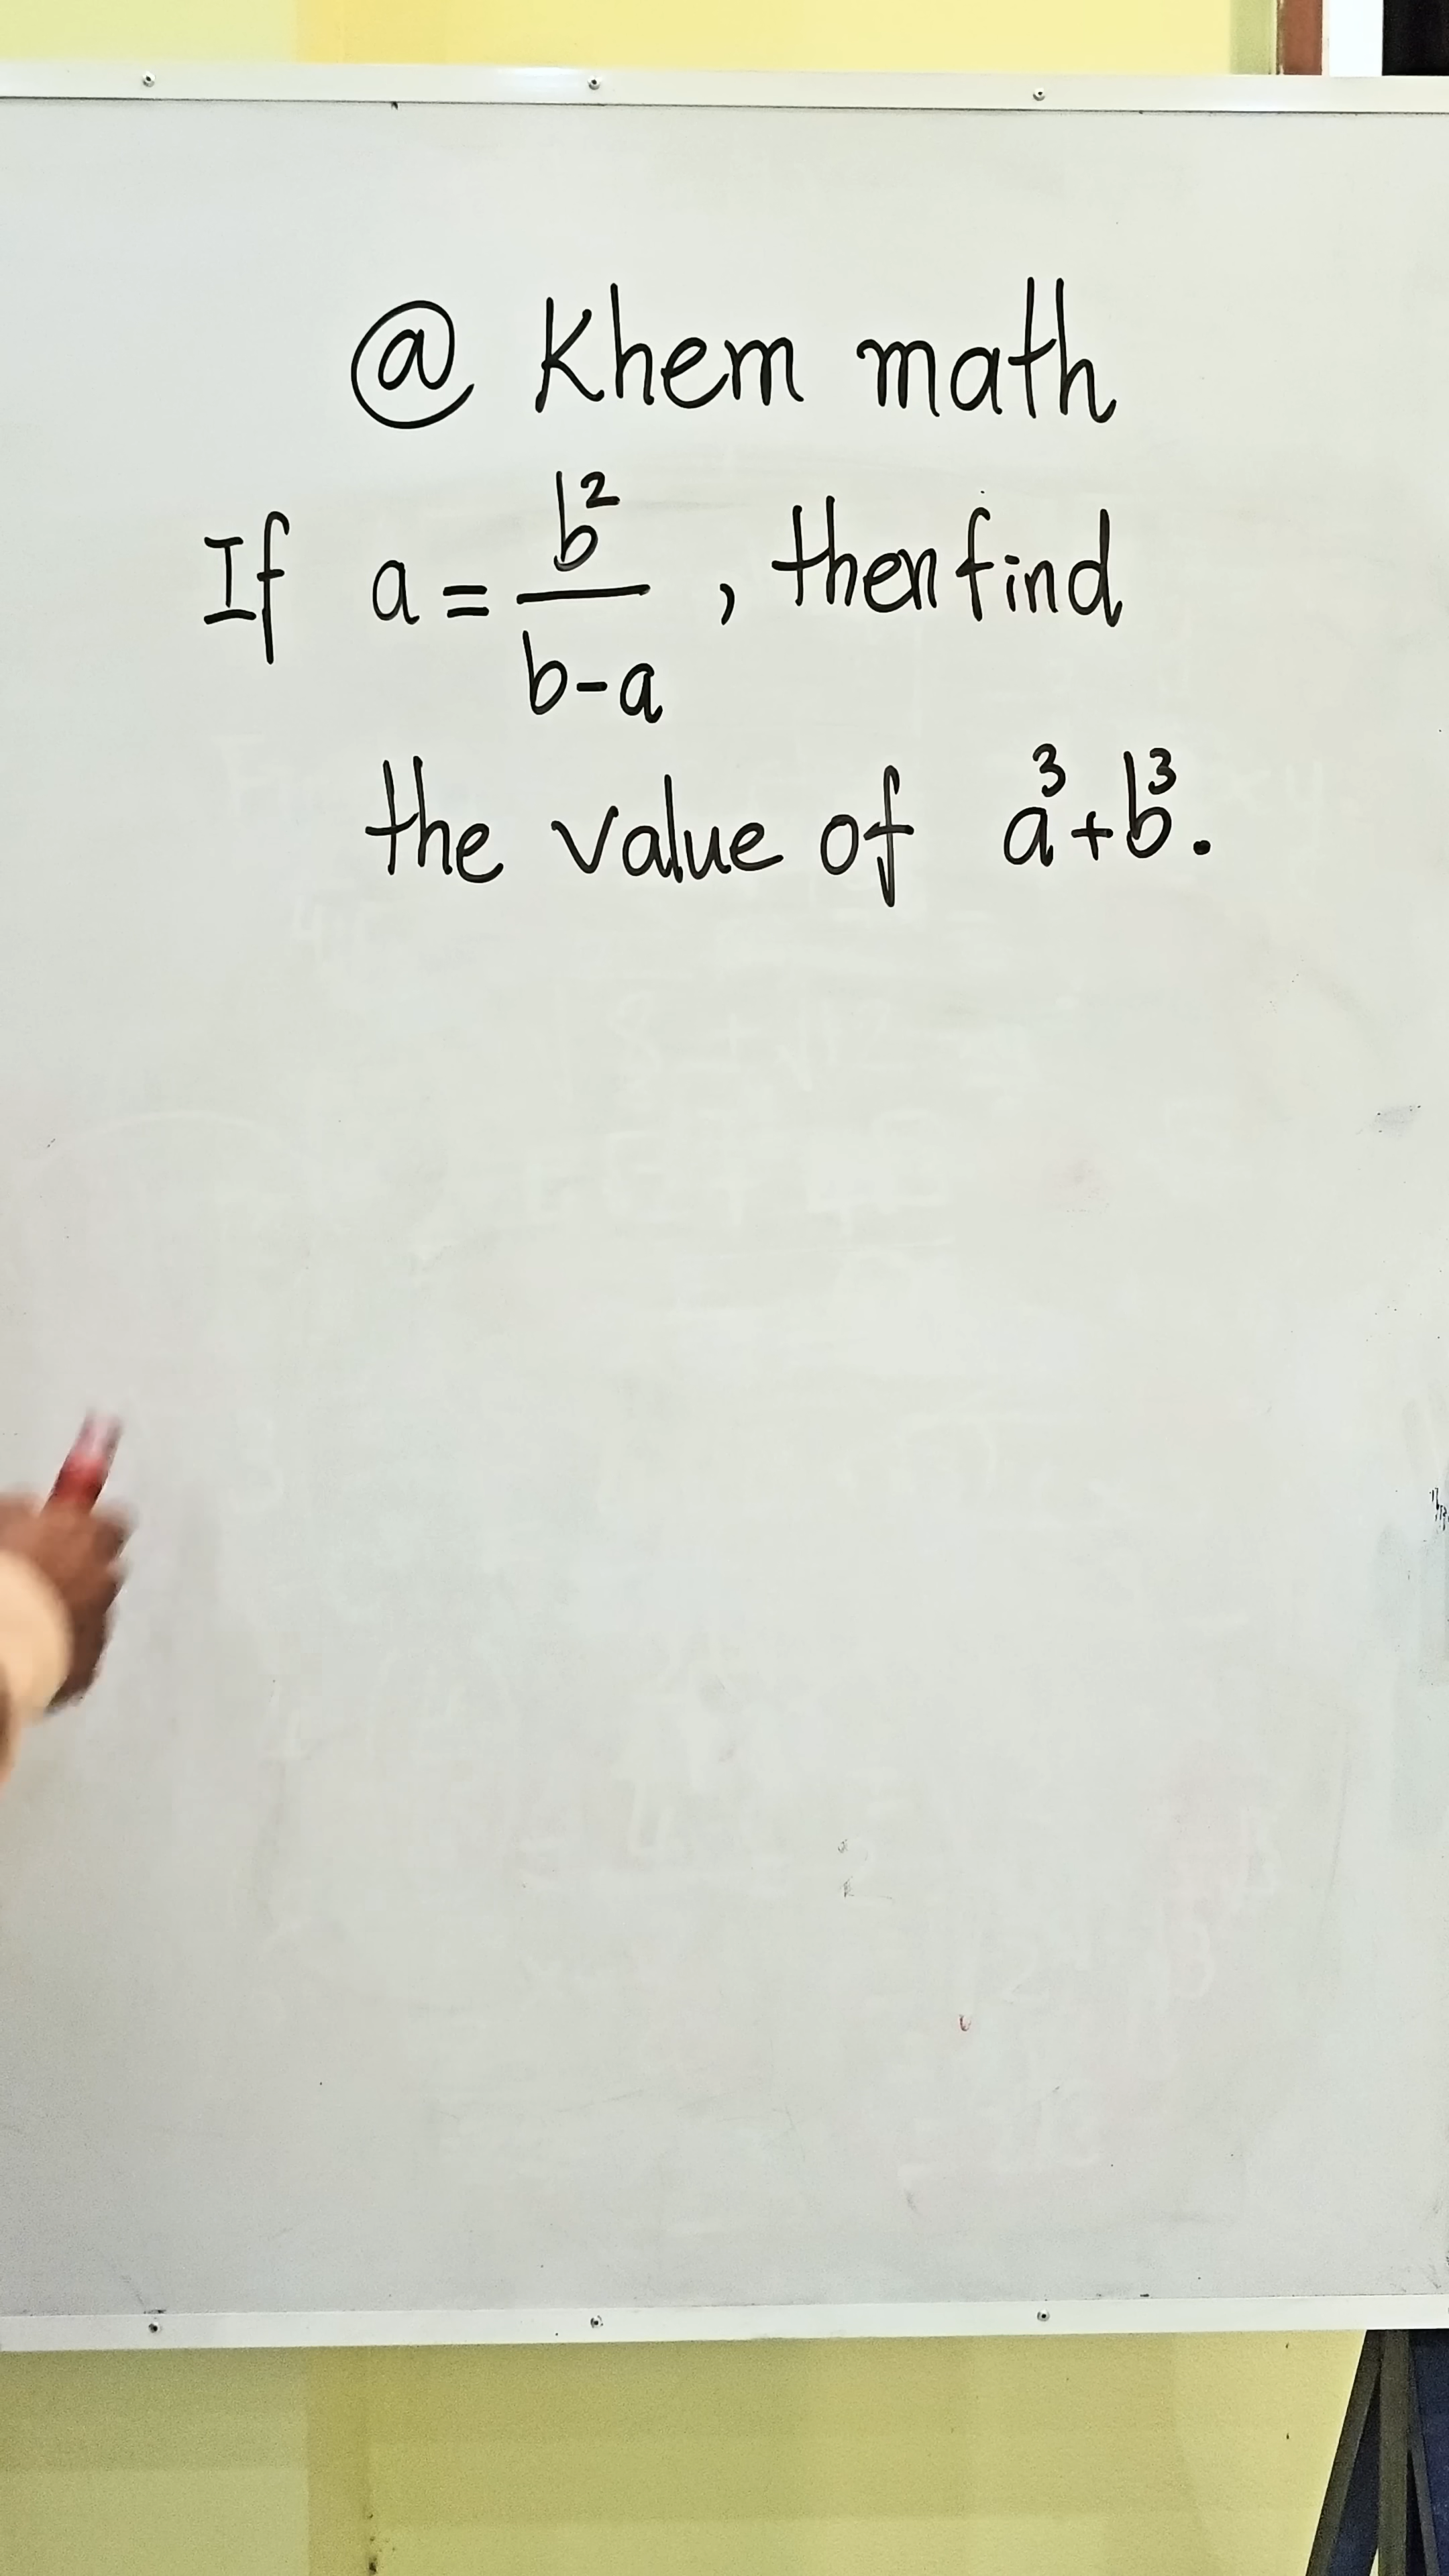 @ Khem math
If a = b²/(b-a) , then find
the value of a³+b³.